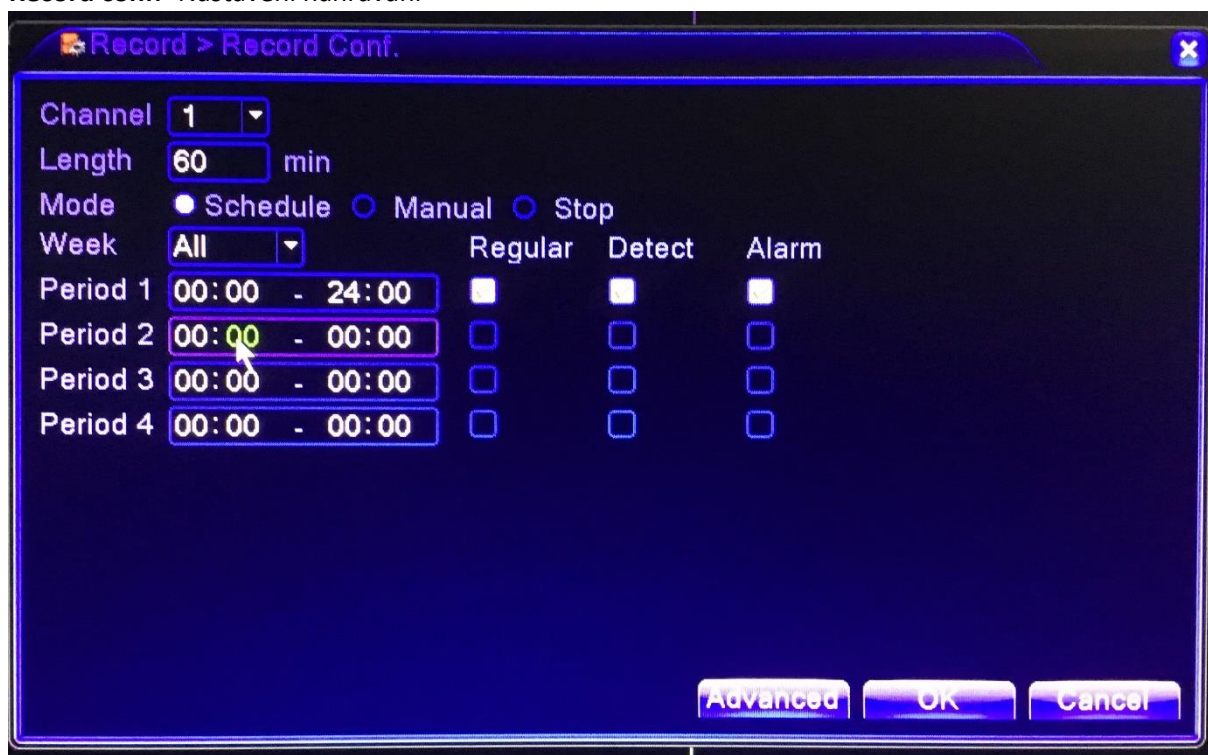 Record > Record Conf.
Channel 1
Length 60 min
Mode Schedule Manual Stop
Week All Regular Detect Alarm
Period 1 00:00 - 24:00
Period 2 00:00 - 00:00
Period 3 00:00 - 00:00
Period 4 00:00 - 00:00
Advanced OK Cancel